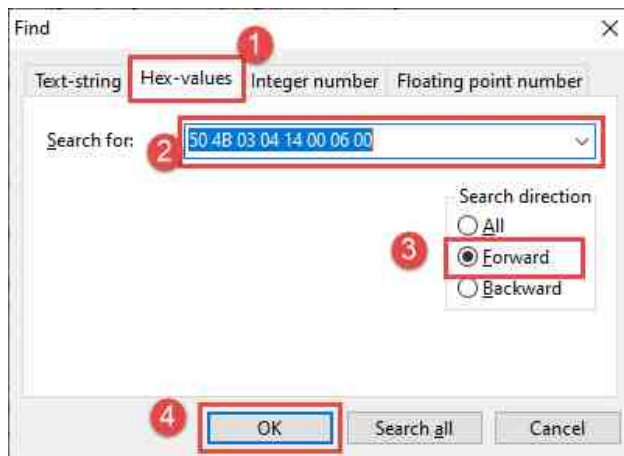 Find
1
Text-string Hex-values Integer number Floating point number
Search for: 2 50 4B 03 04 14 00 06 00
Search direction
All
3 Forward
Backward
4 OK Search all Cancel